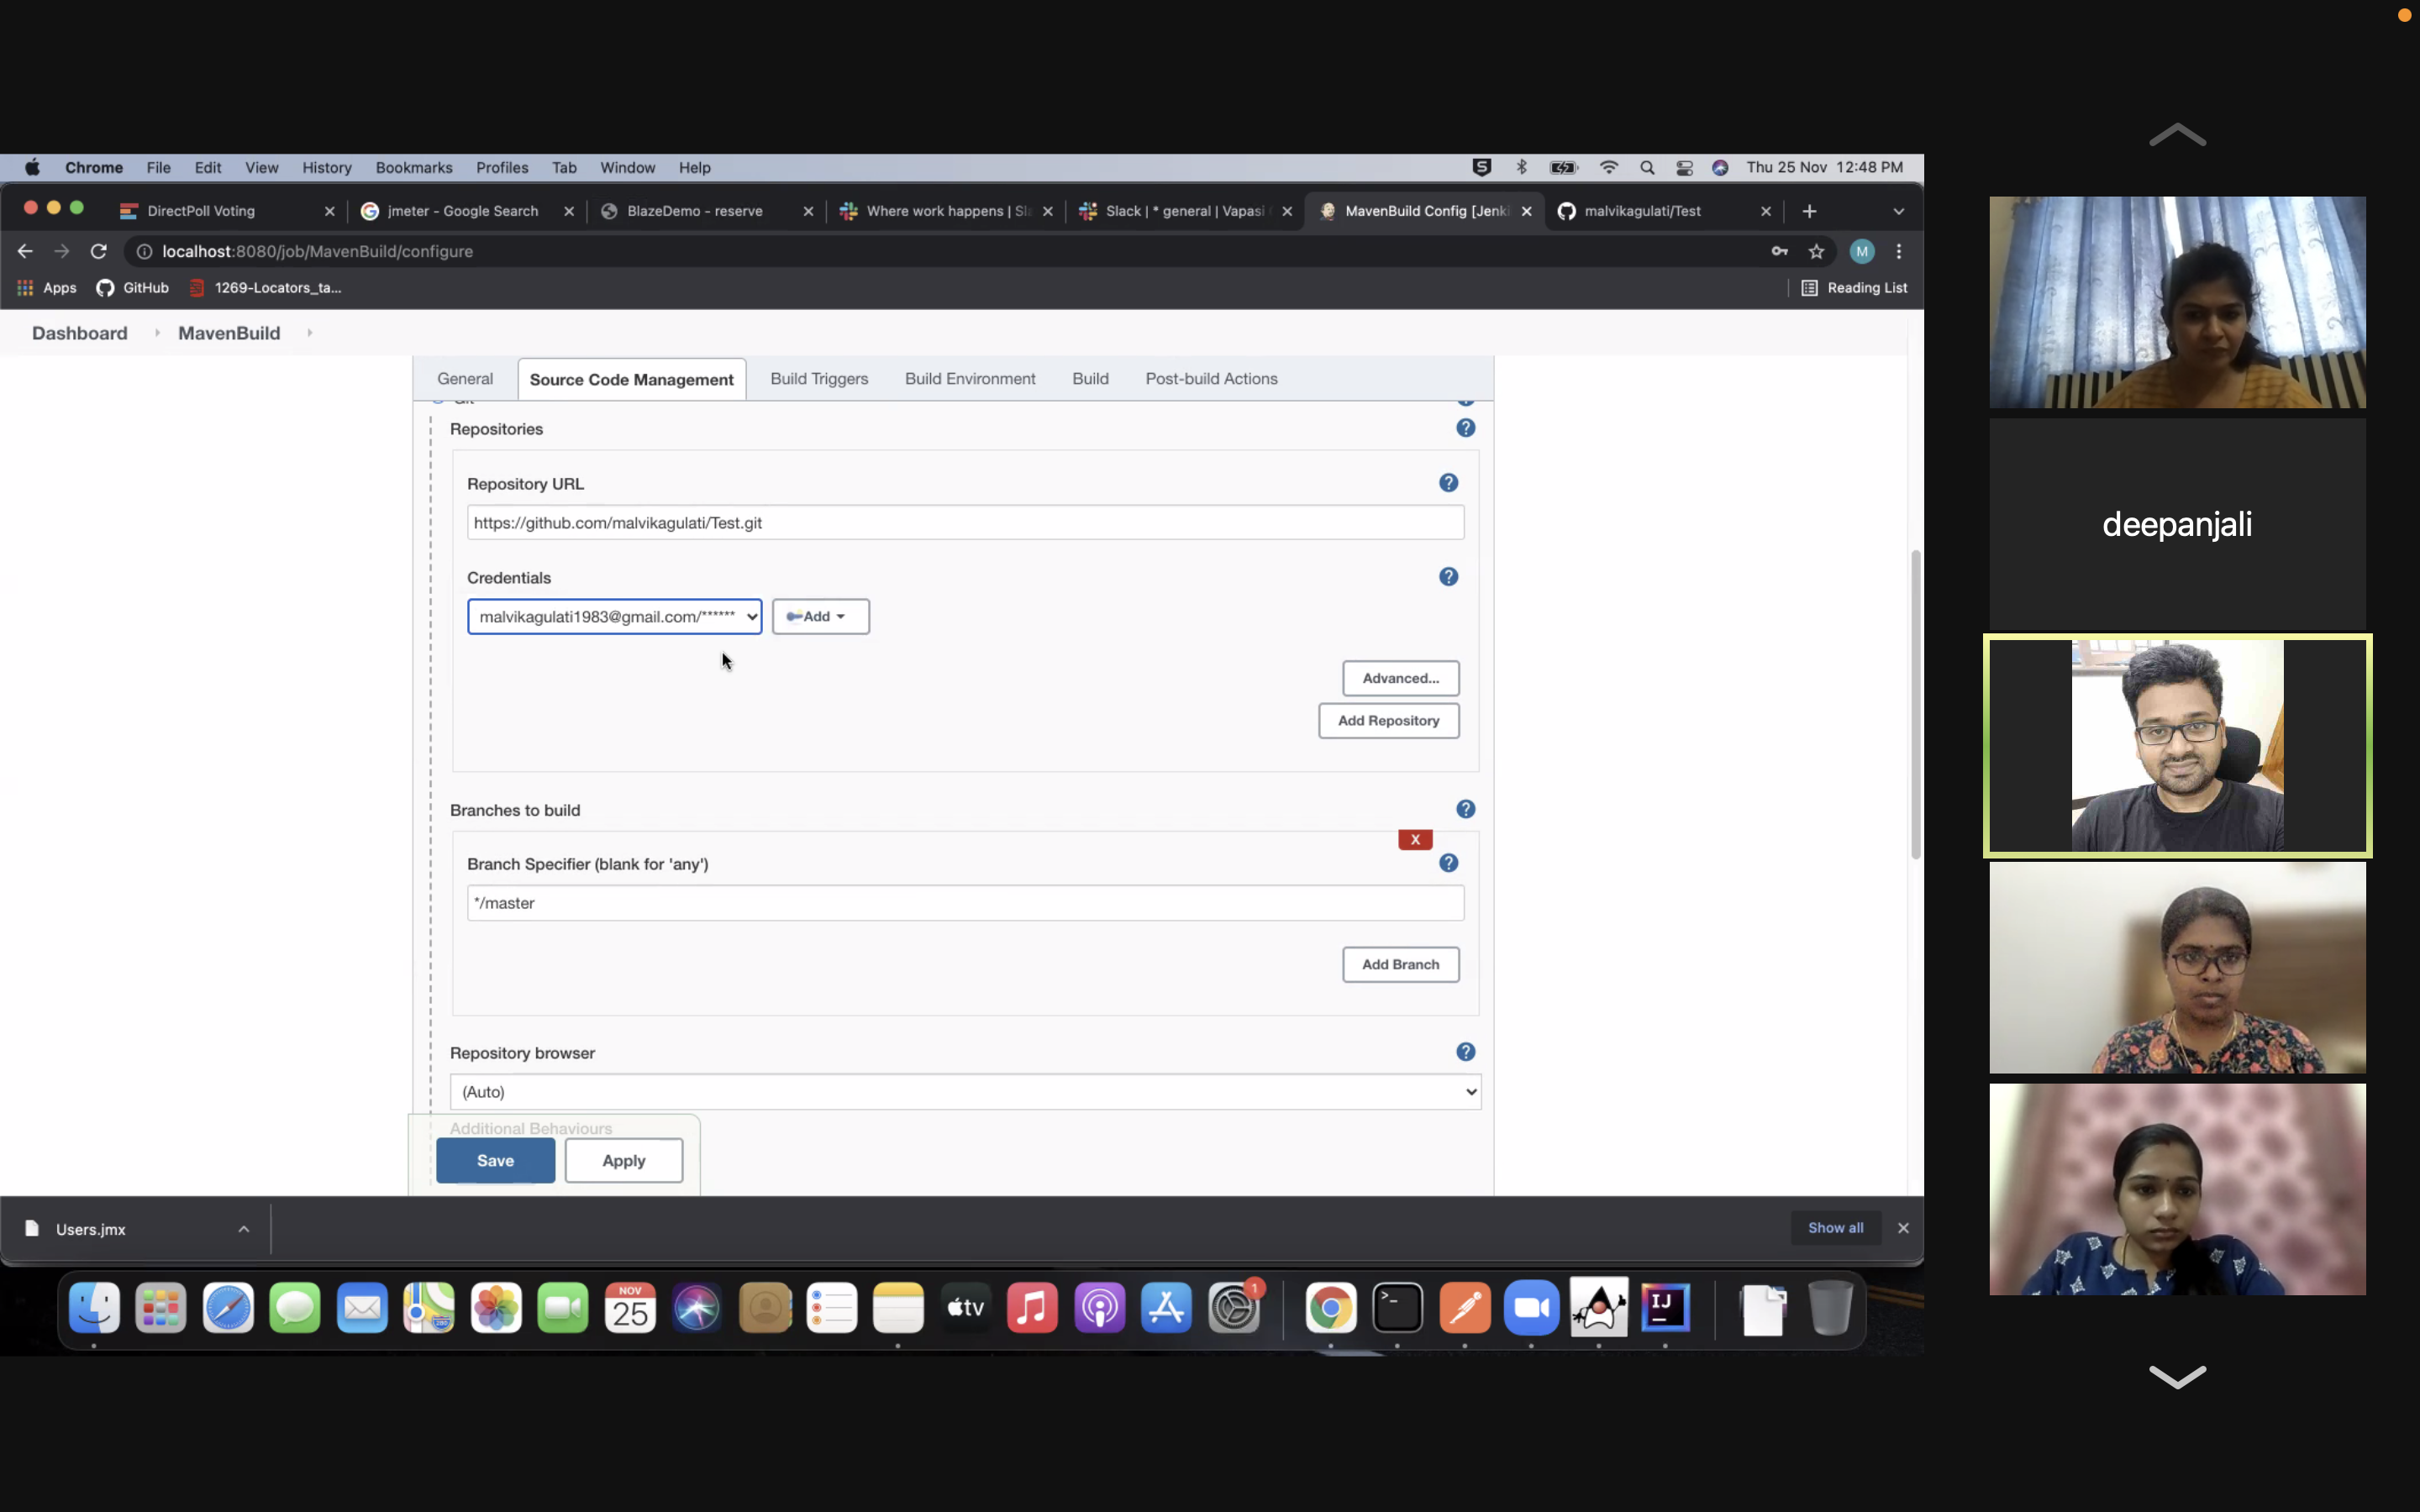 Chrome File Edit View History Bookmarks Profiles Tab Window Help Thu 25 Nov 12:48 PM
DirectPoll Voting jmeter - Google Search BlazeDemo - reserve Where work happens | Sl Slack | * general | Vapasi MavenBuild Config [Jenki malvikagulati/Test
localhost:8080/job/MavenBuild/configure M
Apps GitHub 1269-Locators_ta... Reading List
Dashboard MavenBuild
General Source Code Management Build Triggers Build Environment Build Post-build Actions
Git
Repositories
Repository URL
https://github.com/malvikagulati/Test.git
Credentials
malvikagulati1983@gmail.com/****** Add
Advanced...
Add Repository
Branches to build
X
Branch Specifier (blank for 'any')
*/master
Add Branch
Repository browser
(Auto)
Additional Behaviours
Save Apply
Users.jmx Show all
NOV
25
tv
1
IJ
deepanjali